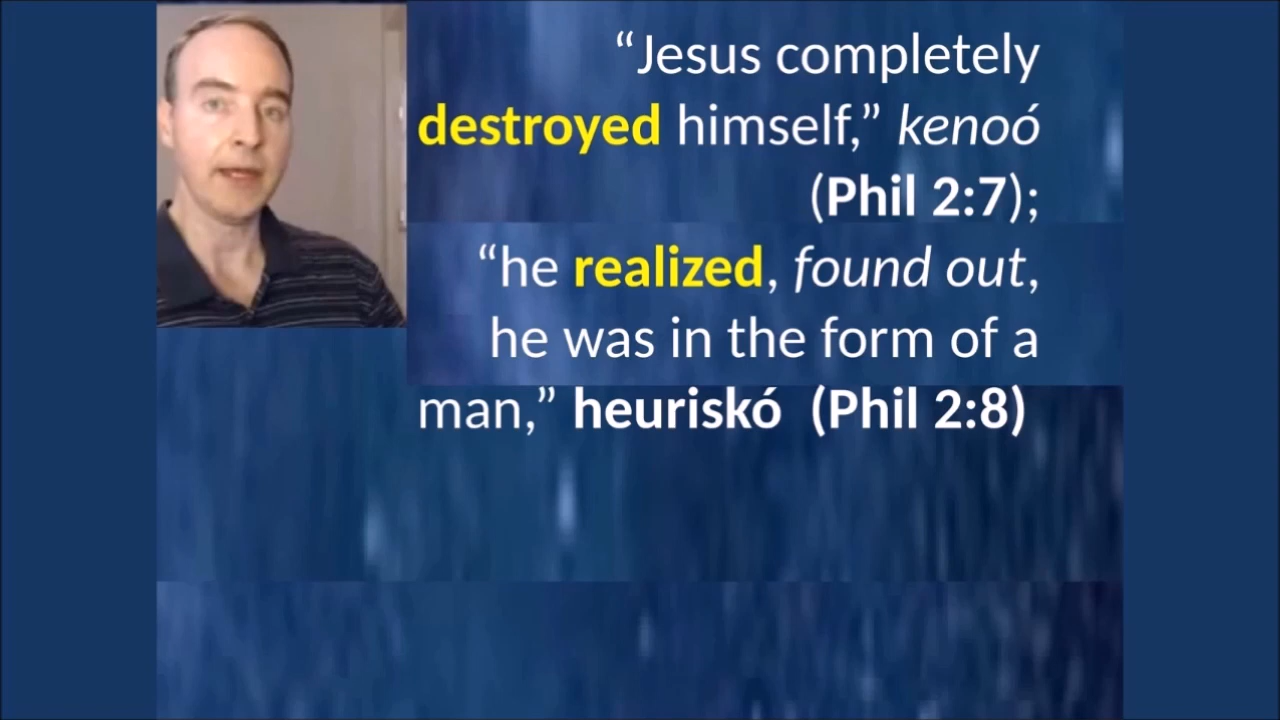 “Jesus completely
destroyed himself,” kenoó
(Phil 2:7);
“he realized, found out,
he was in the form of a
man,” heuriskó (Phil 2:8)